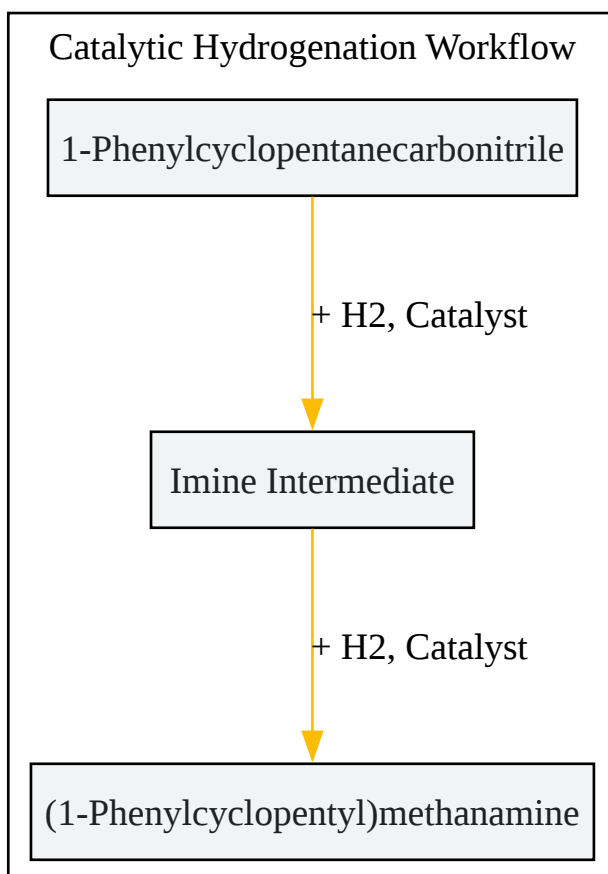 Catalytic Hydrogenation Workflow
1-Phenylcyclopentanecarbonitrile
+ H2, Catalyst
Imine Intermediate
+ H2, Catalyst
(1-Phenylcyclopentyl)methanamine